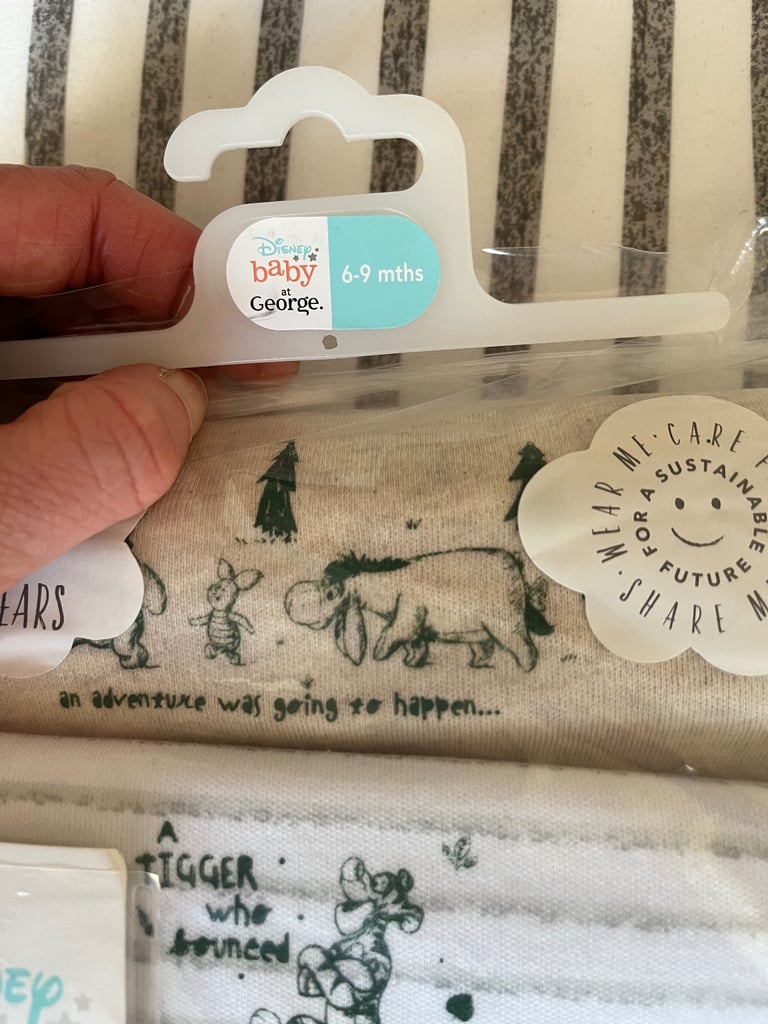 Disney
baby
at
George.
6-9 mths
WEAR ME · CARE
SHARE
FOR A SUSTAINABLE
FUTURE
EARS
an adventure was going to happen...
A
TIGGER
who
bounced